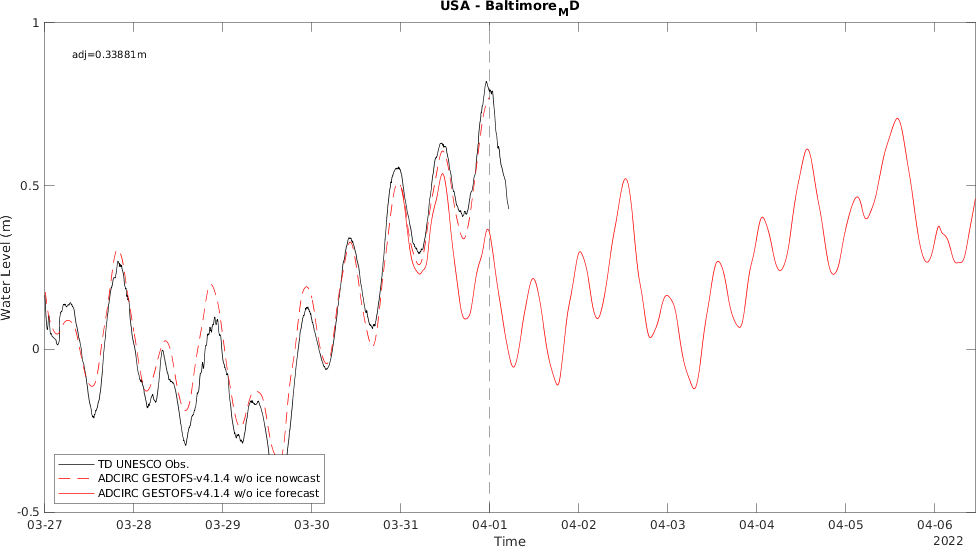 USA - Baltimore_MD
1
adj=0.33881m
0.5
Water Level (m)
0
TD UNESCO Obs.
ADCIRC GESTOFS-v4.1.4 w/o ice nowcast
ADCIRC GESTOFS-v4.1.4 w/o ice forecast
-0.5
03-27 03-28 03-29 03-30 03-31 04-01 04-02 04-03 04-04 04-05 04-06
Time 2022